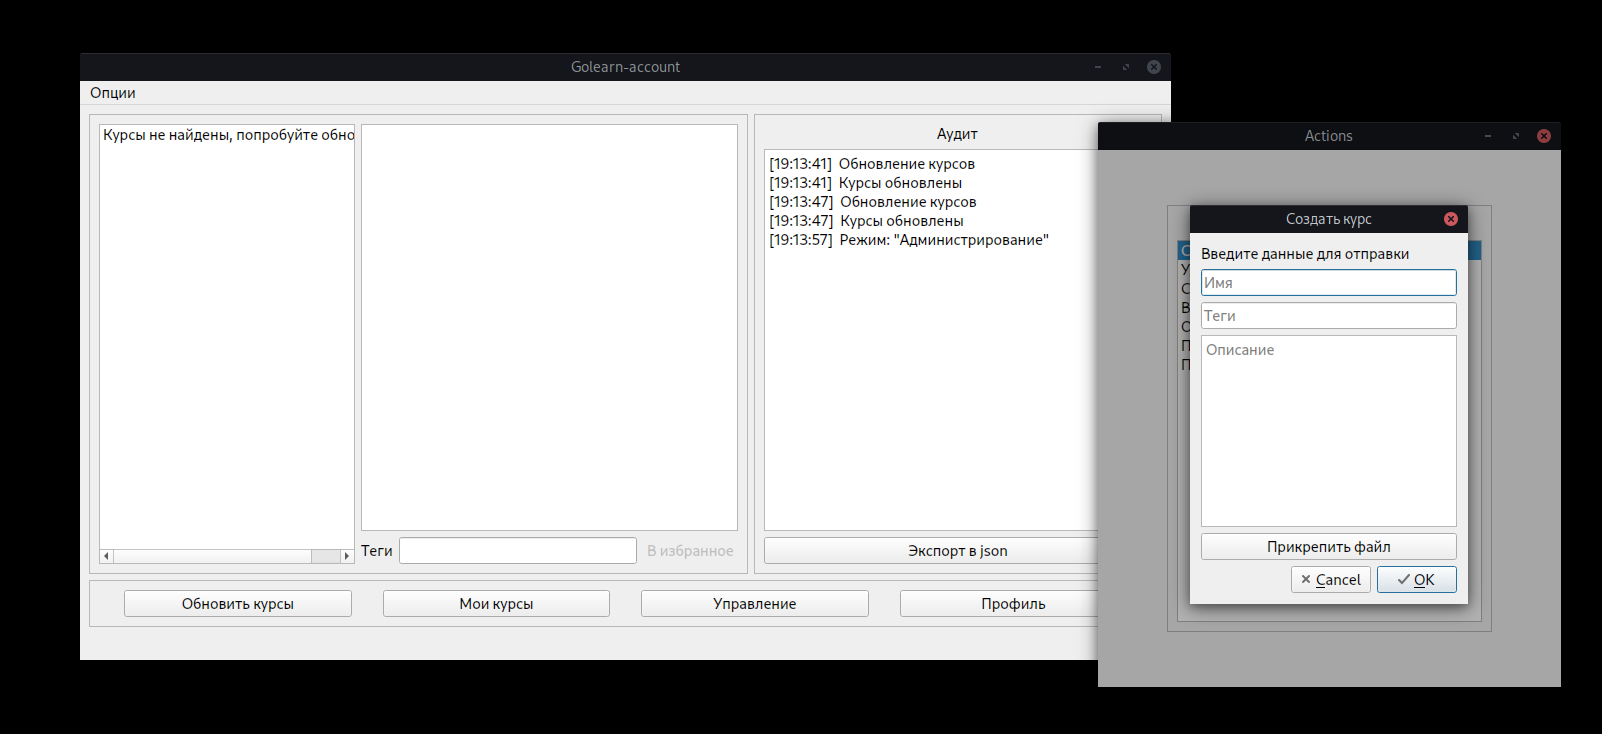 Golearn-account
Опции
Курсы не найдены, попробуйте обно
Теги
В избранное
Аудит
[19:13:41] Обновление курсов
[19:13:41] Курсы обновлены
[19:13:47] Обновление курсов
[19:13:47] Курсы обновлены
[19:13:57] Режим: "Администрирование"
Экспорт в json
Обновить курсы
Мои курсы
Управление
Профиль
Actions
С
У
С
В
О
П
П
Создать курс
Введите данные для отправки
Имя
Теги
Описание
Прикрепить файл
Cancel
OK